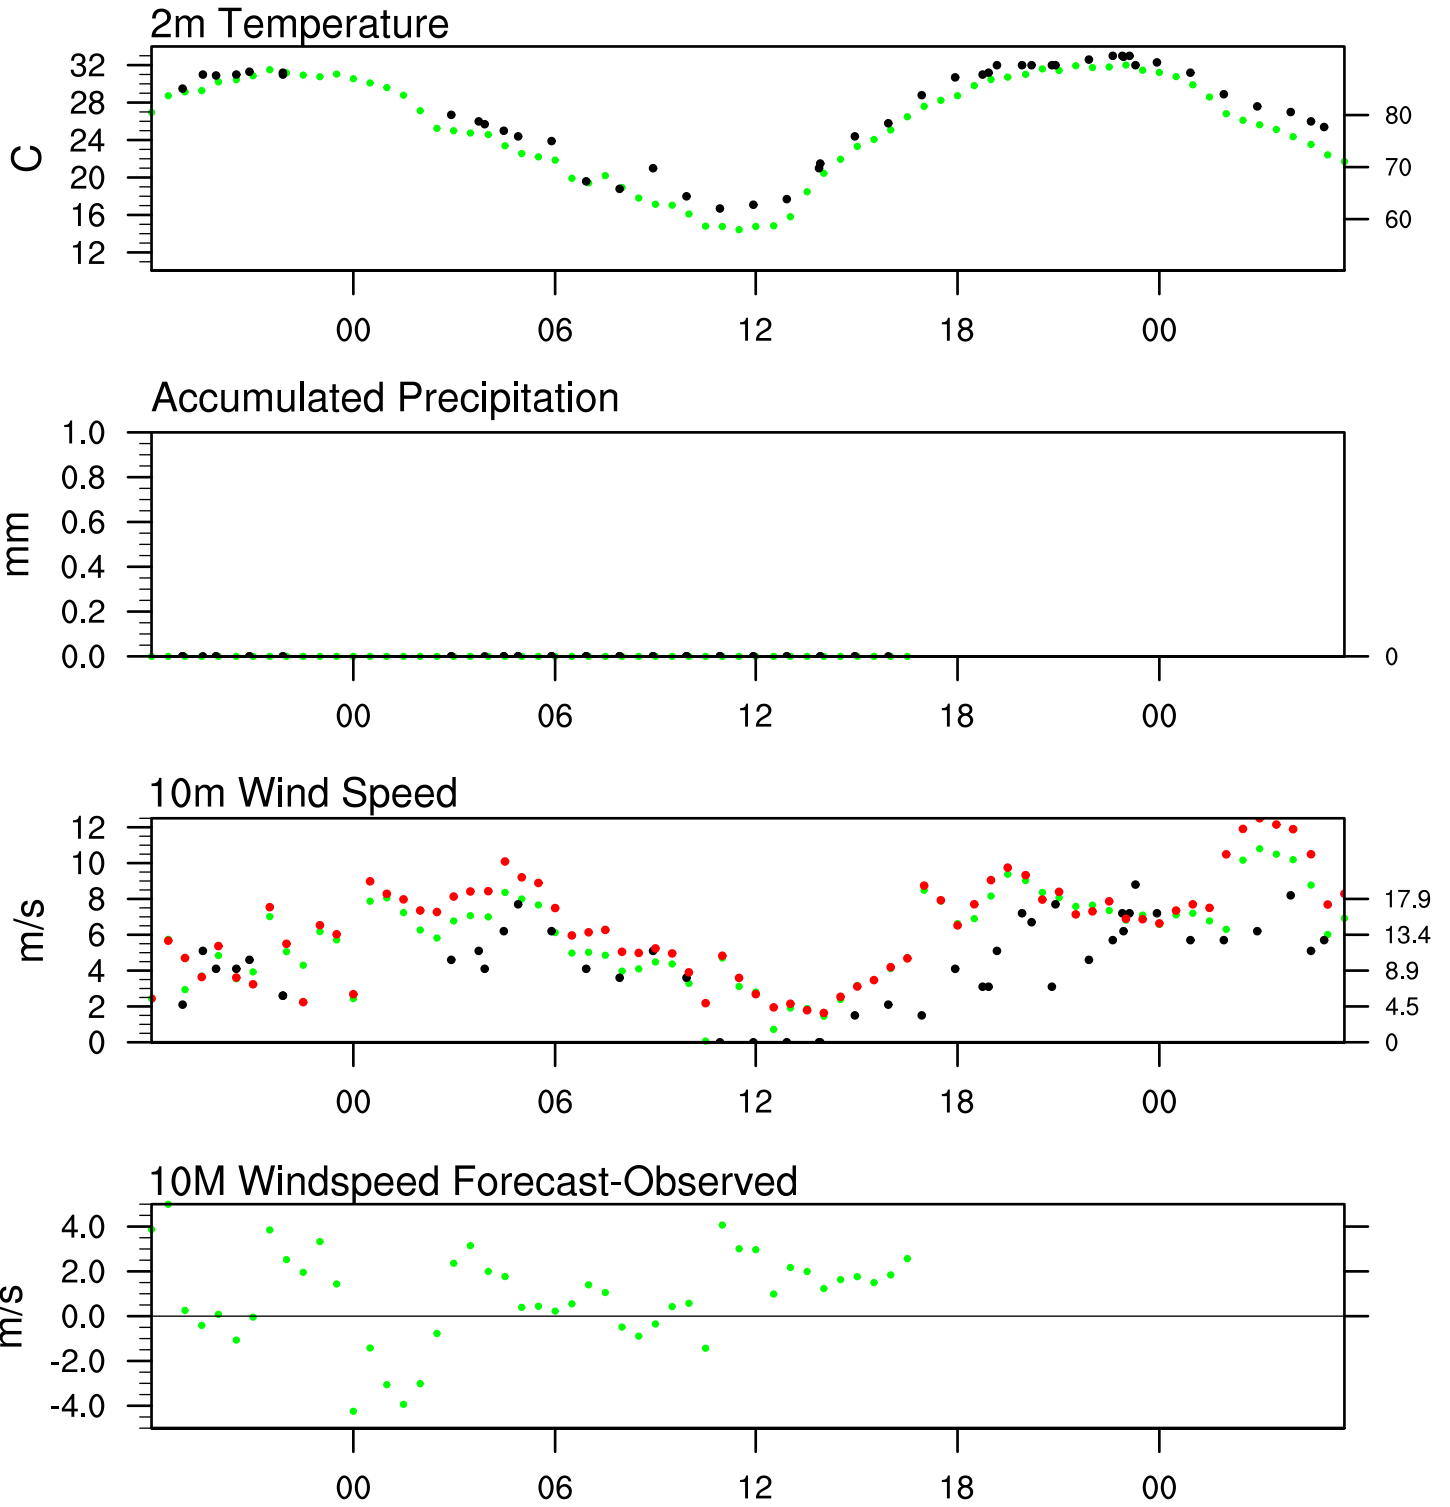 2m Temperature
32
28
24
20
16
12
C
80
70
60
00 06 12 18 00
Accumulated Precipitation
1.0
0.8
0.6
0.4
0.2
0.0
mm
0
00 06 12 18 00
10m Wind Speed
12
10
8
6
4
2
0
m/s
17.9
13.4
8.9
4.5
0
00 06 12 18 00
10M Windspeed Forecast-Observed
4.0
2.0
0.0
-2.0
-4.0
m/s
00 06 12 18 00